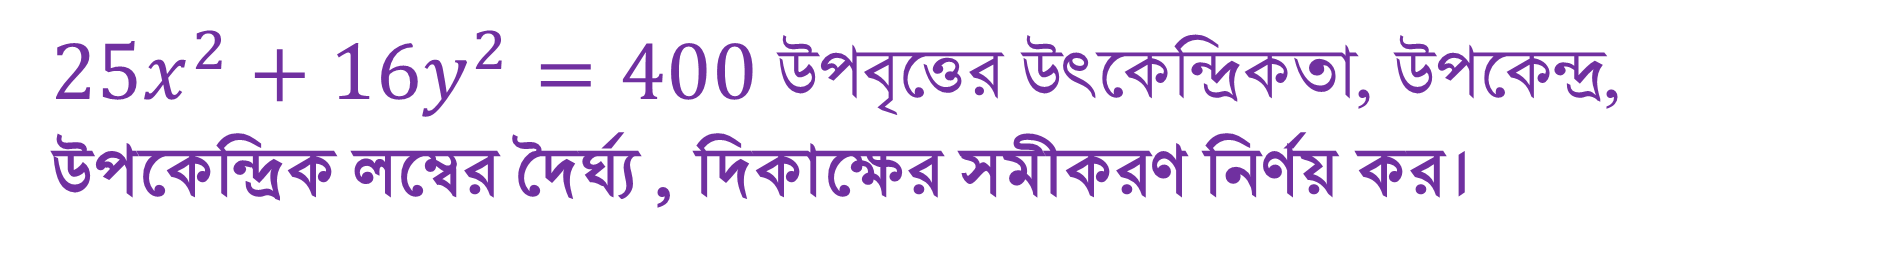 25x² + 16y² = 400 উপবৃত্তের উৎকেন্দ্রিকতা, উপকেন্দ্র,
উপকেন্দ্রিক লম্বের দৈর্ঘ্য , দিকাক্ষের সমীকরণ নির্ণয় কর।